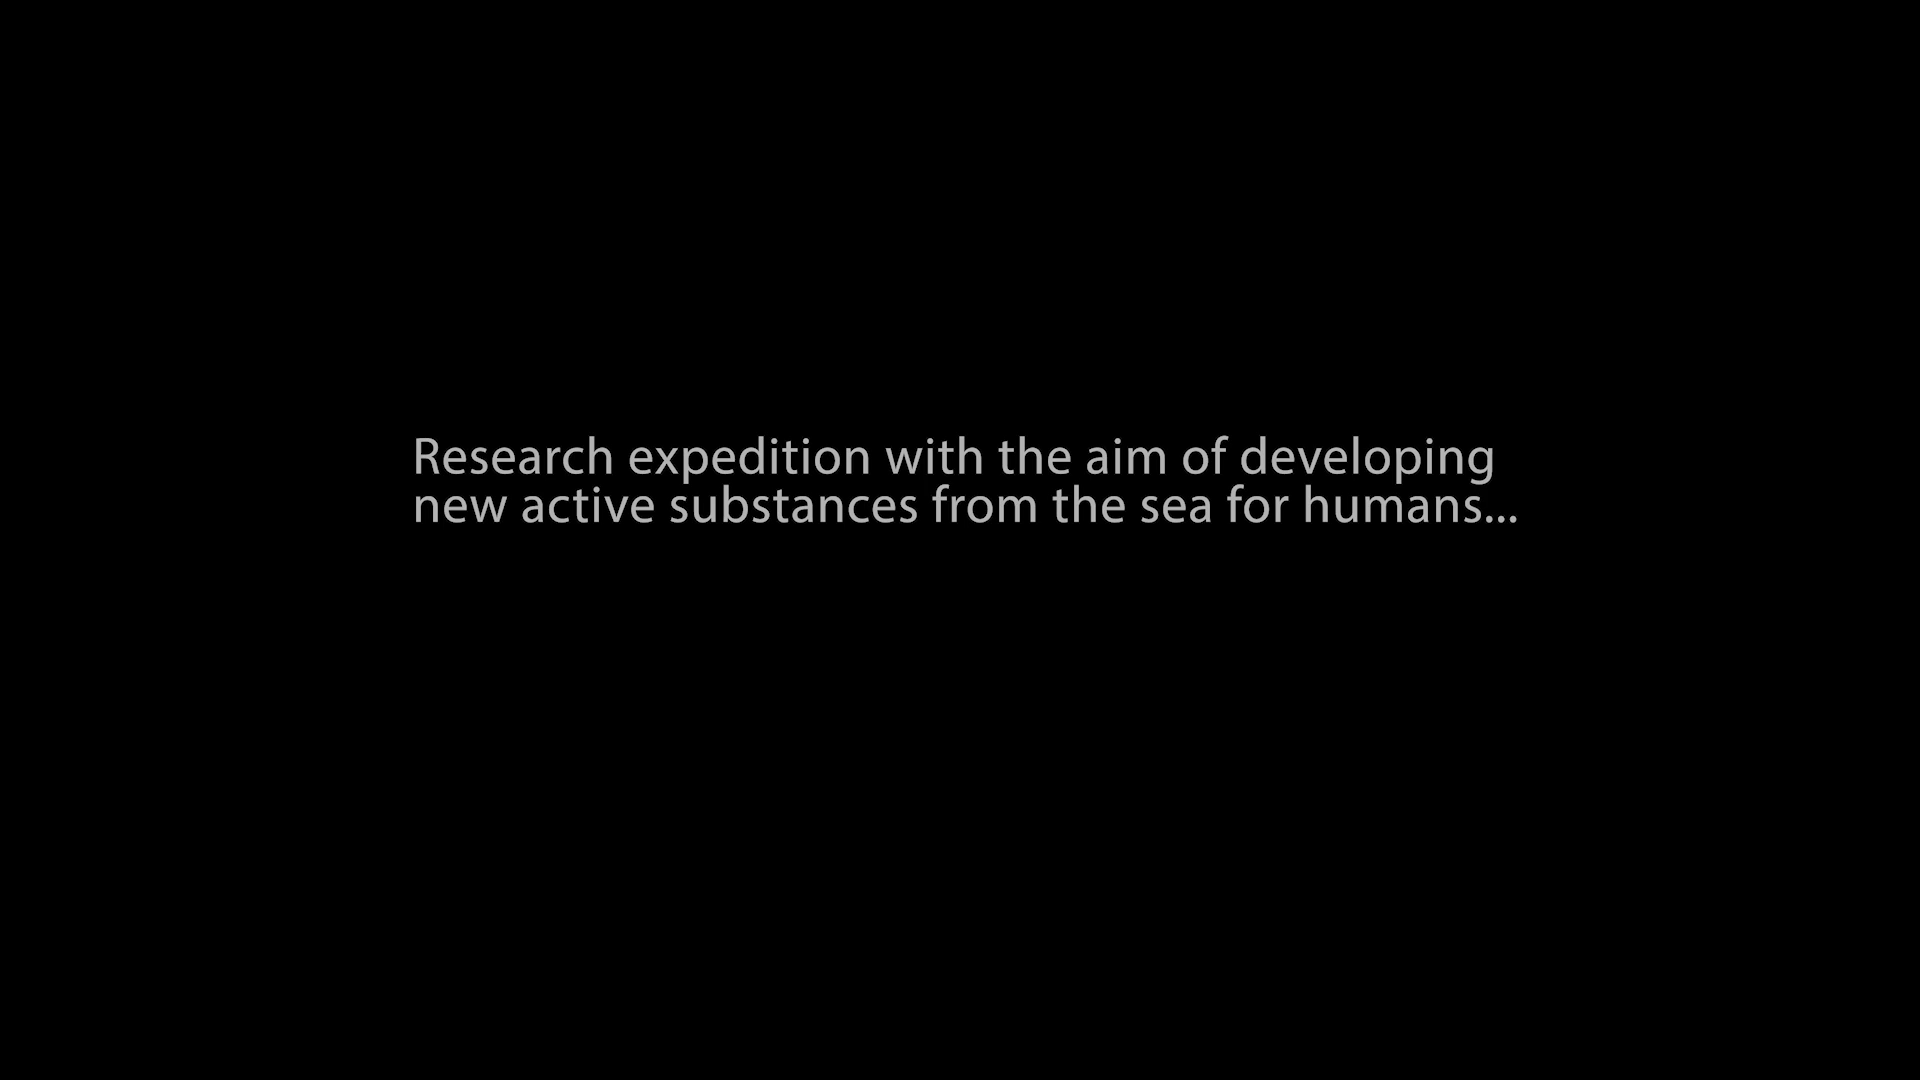 Research expedition with the aim of developing
new active substances from the sea for humans...